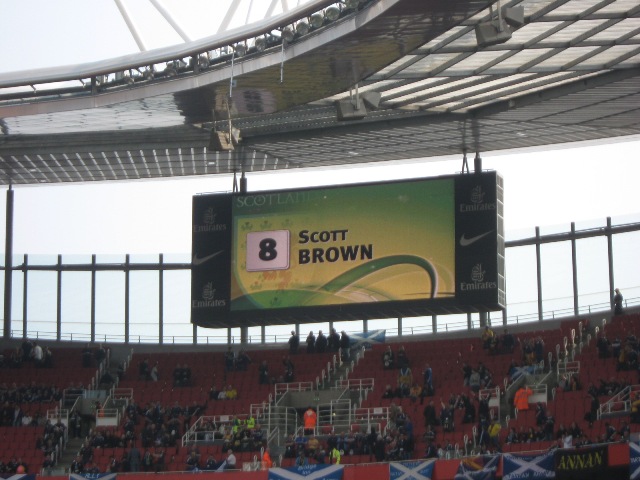 SCOTLAND
Emirates
Emirates
8
SCOTT
BROWN
Emirates
Emirates
ANNAN